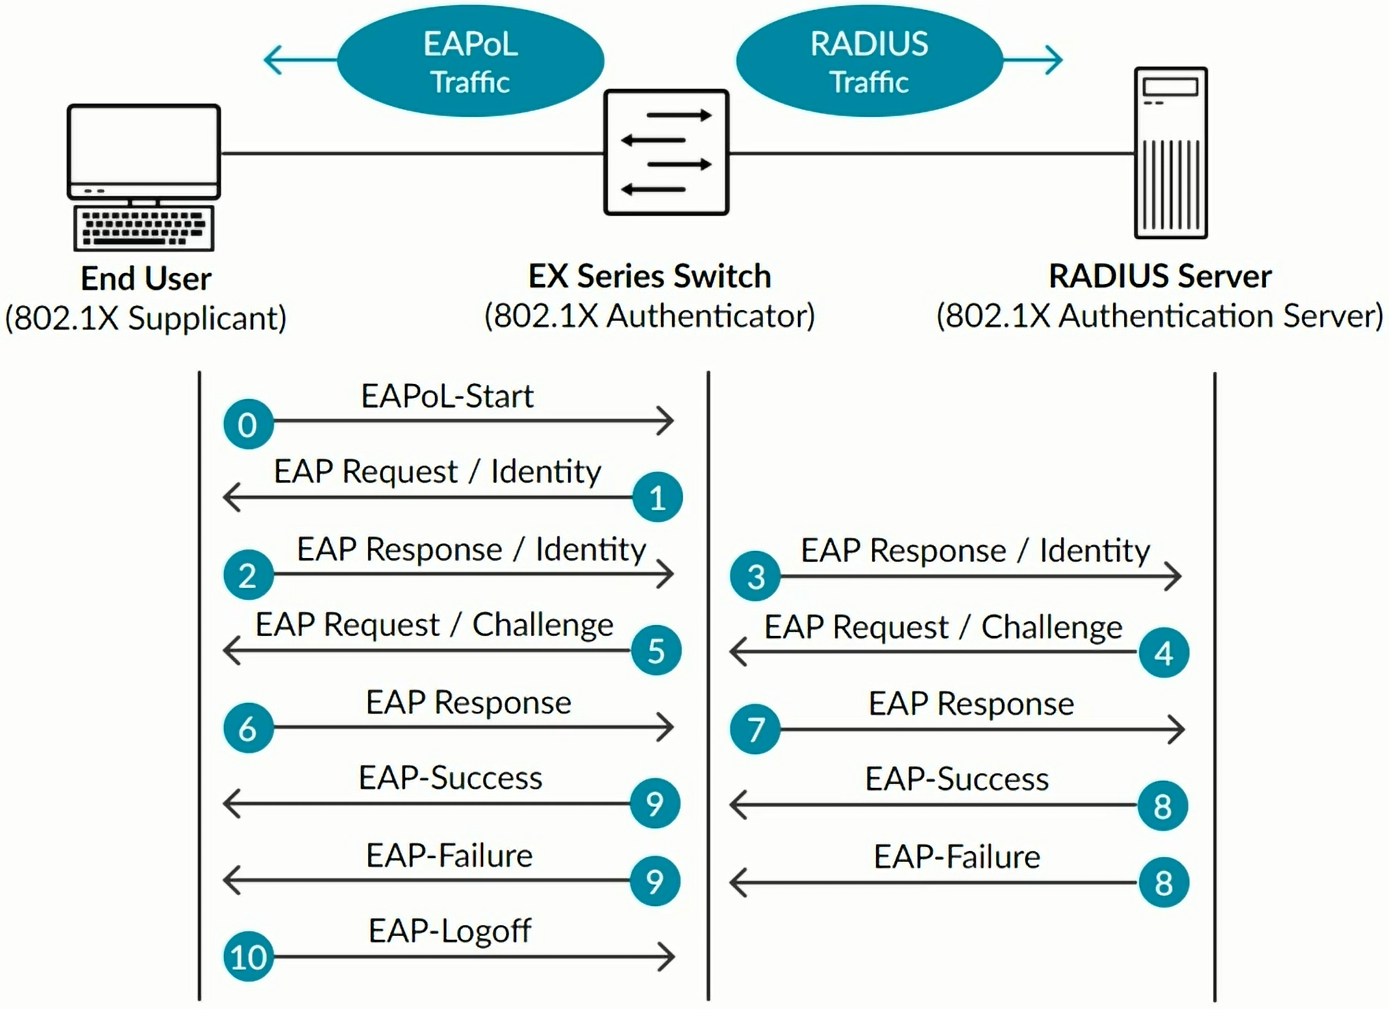 EAPoL
Traffic
RADIUS
Traffic
End User
(802.1X Supplicant)
EX Series Switch
(802.1X Authenticator)
RADIUS Server
(802.1X Authentication Server)
0
EAPoL-Start
EAP Request / Identity
1
2
EAP Response / Identity
3
EAP Response / Identity
EAP Request / Challenge
5
EAP Request / Challenge
4
6
EAP Response
7
EAP Response
EAP-Success
9
EAP-Success
8
EAP-Failure
9
EAP-Failure
8
10
EAP-Logoff